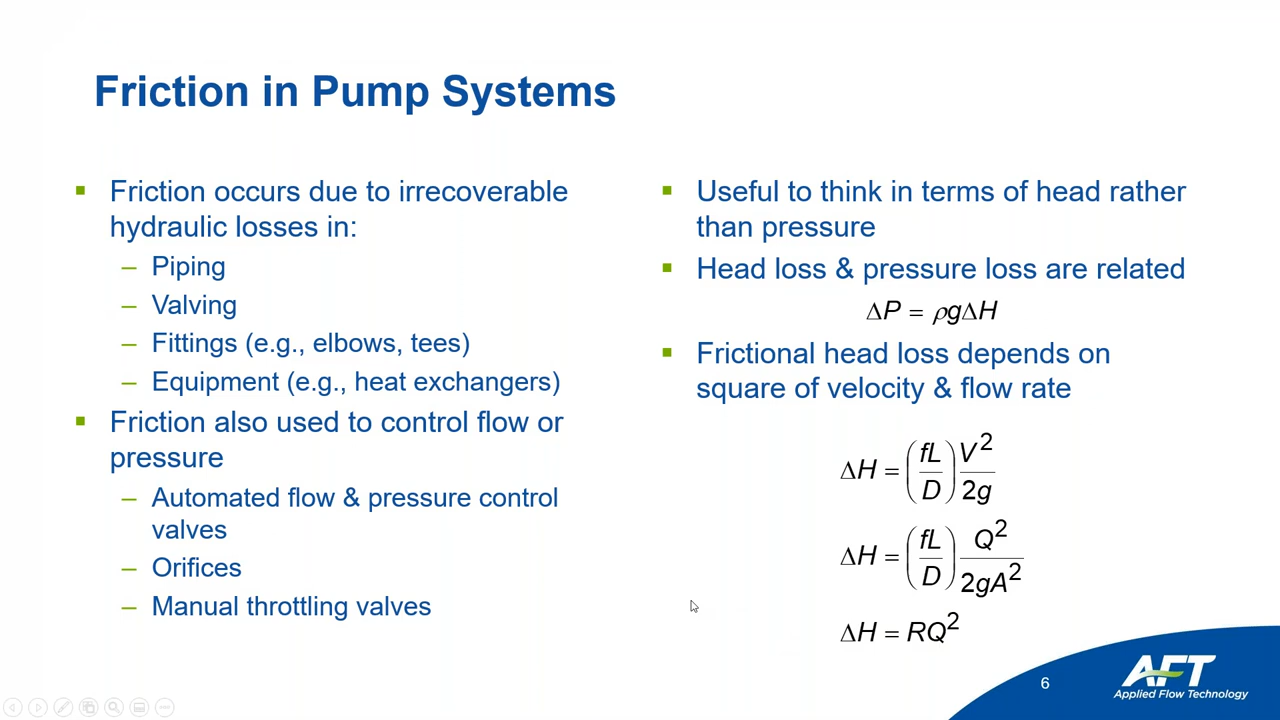 Friction in Pump Systems
▪ Friction occurs due to irrecoverable
hydraulic losses in:
– Piping
– Valving
– Fittings (e.g., elbows, tees)
– Equipment (e.g., heat exchangers)
▪ Friction also used to control flow or
pressure
– Automated flow & pressure control
valves
– Orifices
– Manual throttling valves
▪ Useful to think in terms of head rather
than pressure
▪ Head loss & pressure loss are related
ΔP = ρgΔH
▪ Frictional head loss depends on
square of velocity & flow rate
ΔH = (fL/D) V²/2g
ΔH = (fL/D) Q²/2gA²
ΔH = RQ²
6
AFT
Applied Flow Technology